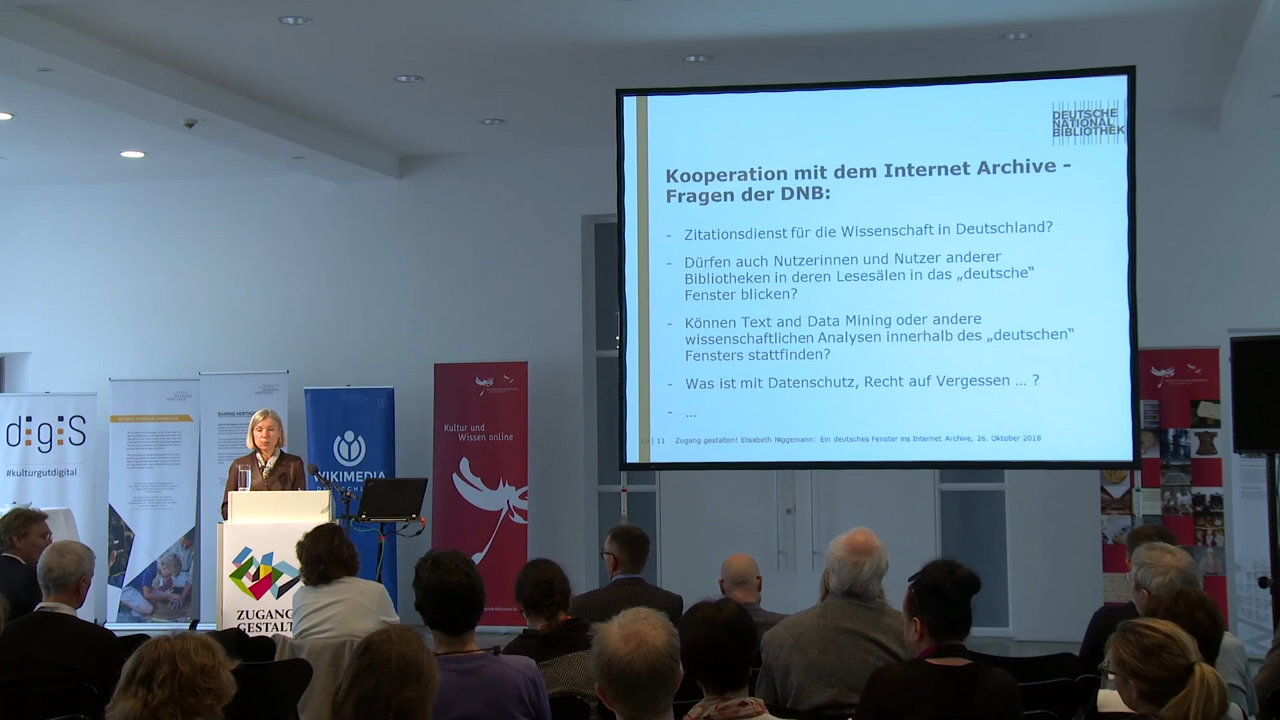 DEUTSCHE
NATIONAL
BIBLIOTHEK
Kooperation mit dem Internet Archive -
Fragen der DNB:
- Zitationsdienst für die Wissenschaft in Deutschland?
- Dürfen auch Nutzerinnen und Nutzer anderer
Bibliotheken in deren Lesesälen in das „deutsche“
Fenster blicken?
- Können Text and Data Mining oder andere
wissenschaftlichen Analysen innerhalb des „deutschen“
Fensters stattfinden?
- Was ist mit Datenschutz, Recht auf Vergessen ... ?
- ...
| 11 Zugang gestalten! Elisabeth Niggemann: Ein deutsches Fenster ins Internet Archive, 26. Oktober 2018
digiS
#kulturgutdigital
SHARING HERITAGE
WIKIMEDIA
Kultur und
Wissen online
ZUGANG
GESTALT